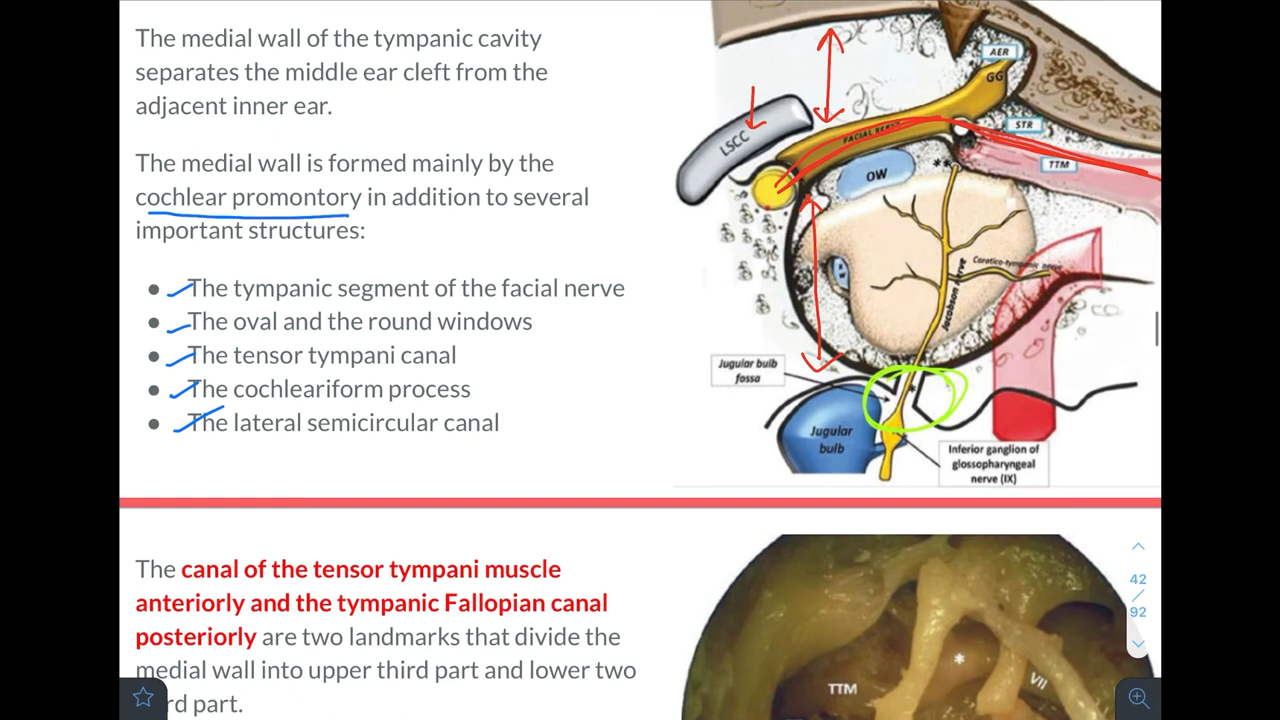 The medial wall of the tympanic cavity
separates the middle ear cleft from the
adjacent inner ear.
The medial wall is formed mainly by the
cochlear promontory in addition to several
important structures:
● The tympanic segment of the facial nerve
● The oval and the round windows
● The tensor tympani canal
● The cochleariform process
● The lateral semicircular canal
AER
GG
STR
FACIAL NERVE
LSCC
TTM
**
OW
Caratico-tympanic nerve
Jacobson Nerve
Jugular bulb
fossa
*
Jugular
bulb
Inferior ganglion of
glossopharyngeal
nerve (IX)
The canal of the tensor tympani muscle
anteriorly and the tympanic Fallopian canal
posteriorly are two landmarks that divide the
medial wall into upper third part and lower two
rd part.
*
TTM
VII
42
/
92